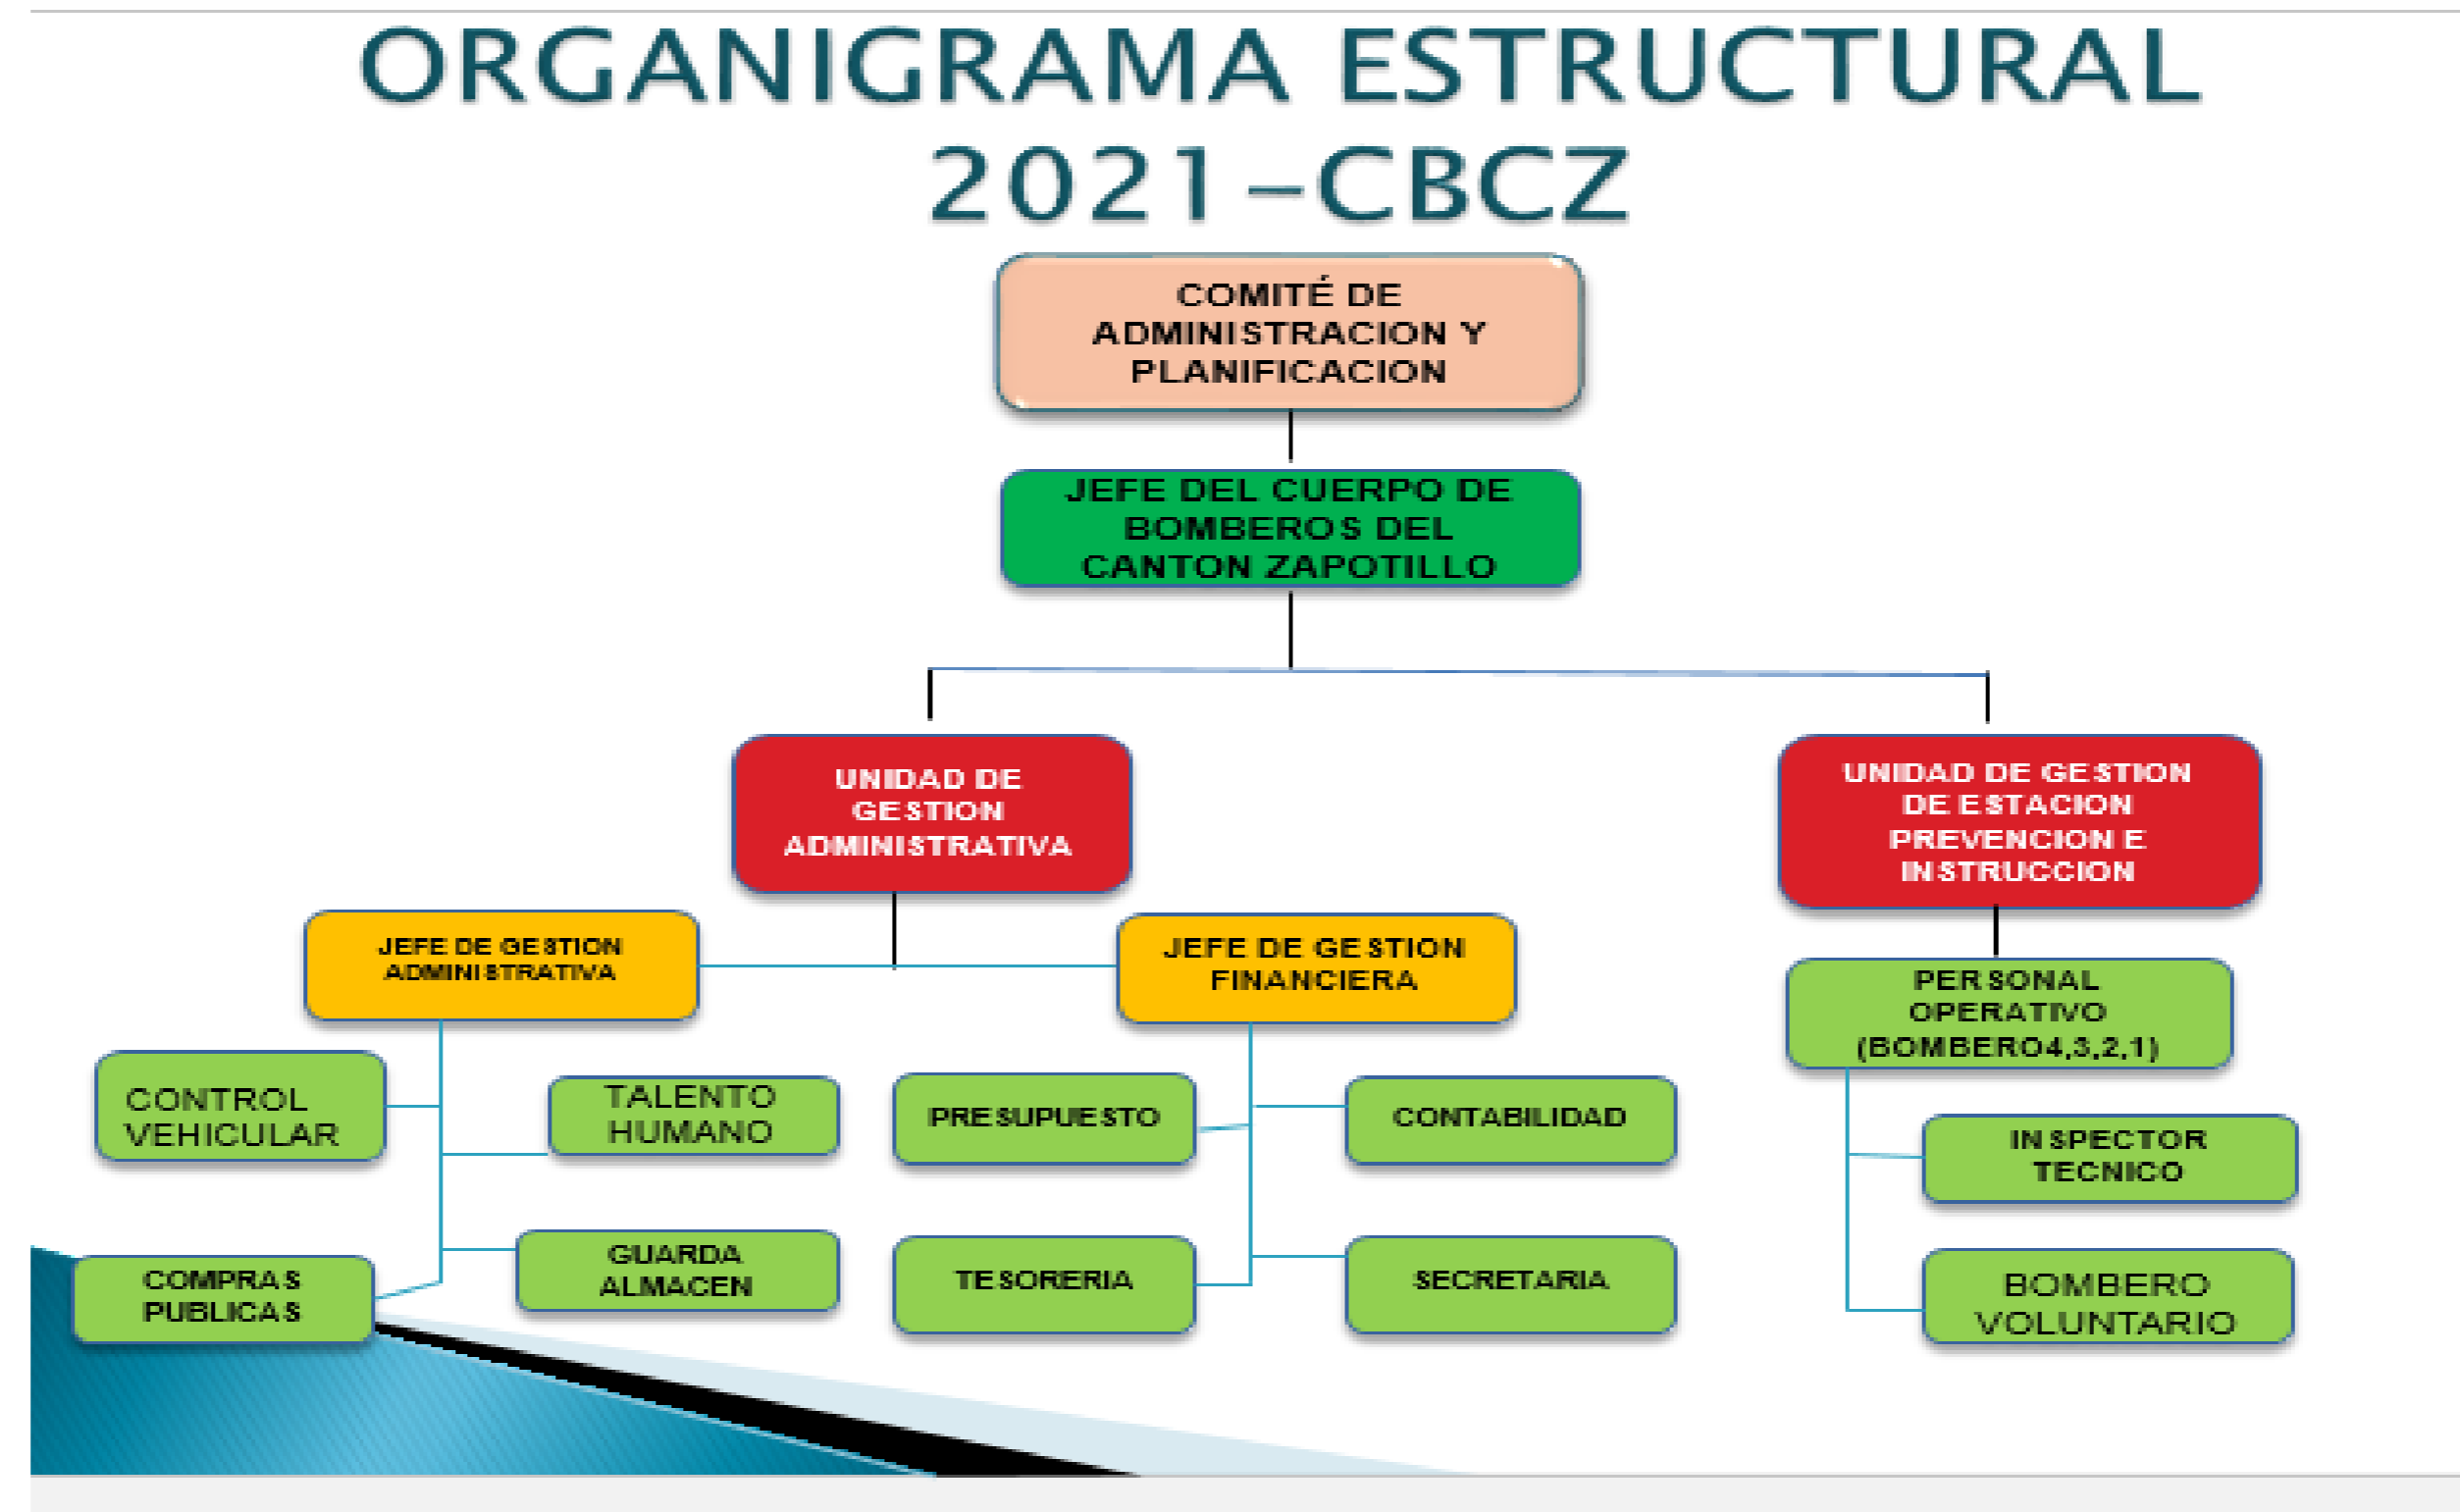 ORGANIGRAMA ESTRUCTURAL
2021-CBCZ
COMITÉ DE
ADMINISTRACION Y
PLANIFICACION
JEFE DEL CUERPO DE
BOMBEROS DEL
CANTON ZAPOTILLO
UNIDAD DE
GESTION
ADMINISTRATIVA
UNIDAD DE GESTION
DE ESTACION
PREVENCION E
INSTRUCCION
JEFE DE GESTION
ADMINISTRATIVA
JEFE DE GESTION
FINANCIERA
PERSONAL
OPERATIVO
(BOMBERO4,3,2,1)
CONTROL
VEHICULAR
TALENTO
HUMANO
PRESUPUESTO
CONTABILIDAD
INSPECTOR
TECNICO
COMPRAS
PUBLICAS
GUARDA
ALMACEN
TESORERIA
SECRETARIA
BOMBERO
VOLUNTARIO